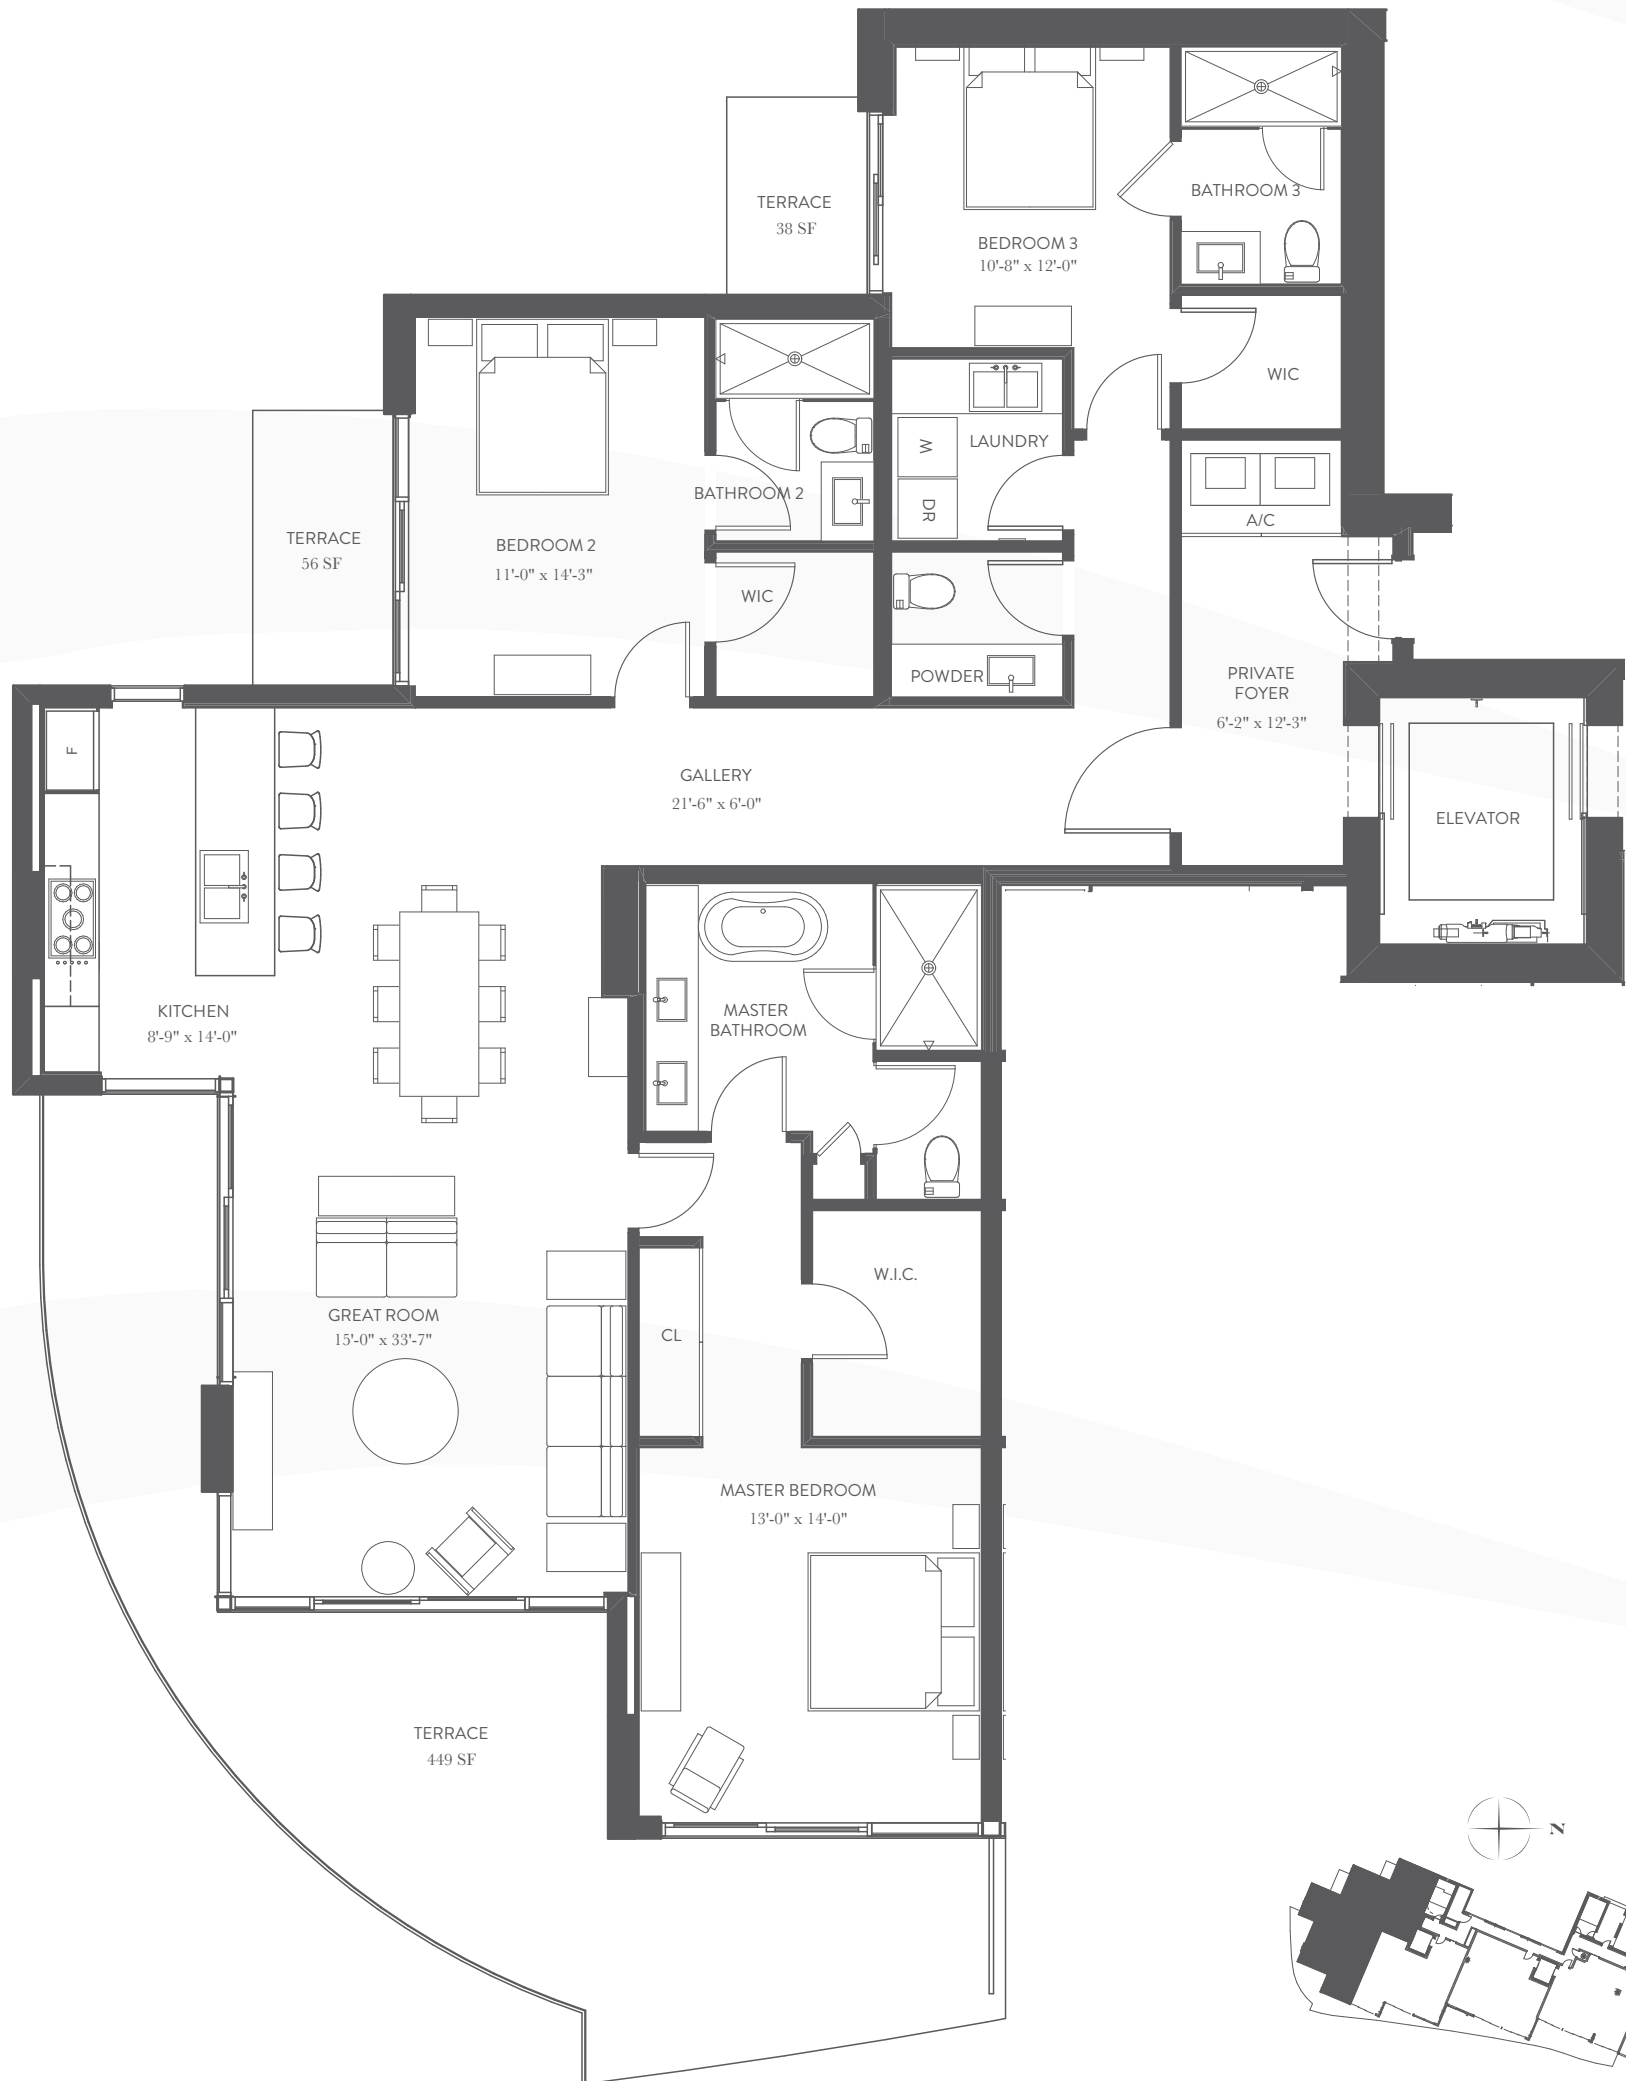 BATHROOM 3
TERRACE
38 SF
BEDROOM 3
10'-8" x 12'-0"
WIC
LAUNDRY
W
DR
BATHROOM 2
A/C
TERRACE
56 SF
BEDROOM 2
11'-0" x 14'-3"
WIC
POWDER
PRIVATE
FOYER
6'-2" x 12'-3"
F
GALLERY
21'-6" x 6'-0"
ELEVATOR
KITCHEN
8'-9" x 14'-0"
MASTER
BATHROOM
W.I.C.
GREAT ROOM
15'-0" x 33'-7"
CL
MASTER BEDROOM
13'-0" x 14'-0"
TERRACE
449 SF
N